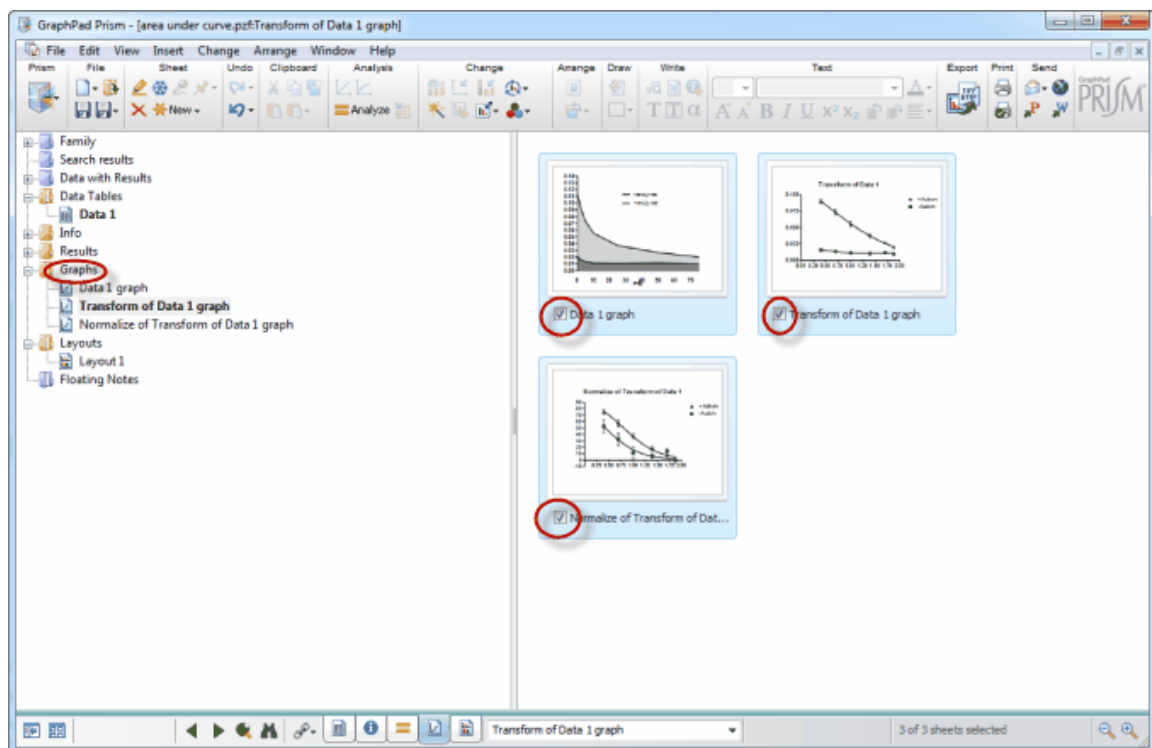 GraphPad Prism - [area under curve.pzf:Transform of Data 1 graph]
File Edit View Insert Change Arrange Window Help
Prism File Sheet Undo Clipboard Analysis Change Arrange Draw Write Text Export Print Send
New
Analyze
GraphPad
PRISM
Family
Search results
Data with Results
Data Tables
Data 1
Info
Results
Graphs
Data 1 graph
Transform of Data 1 graph
Normalize of Transform of Data 1 graph
Layouts
Layout 1
Floating Notes
Data 1 graph
Transform of Data 1
Transform of Data 1 graph
Normalize of Transform of Data 1
Normalize of Transform of Dat...
Transform of Data 1 graph
3 of 3 sheets selected